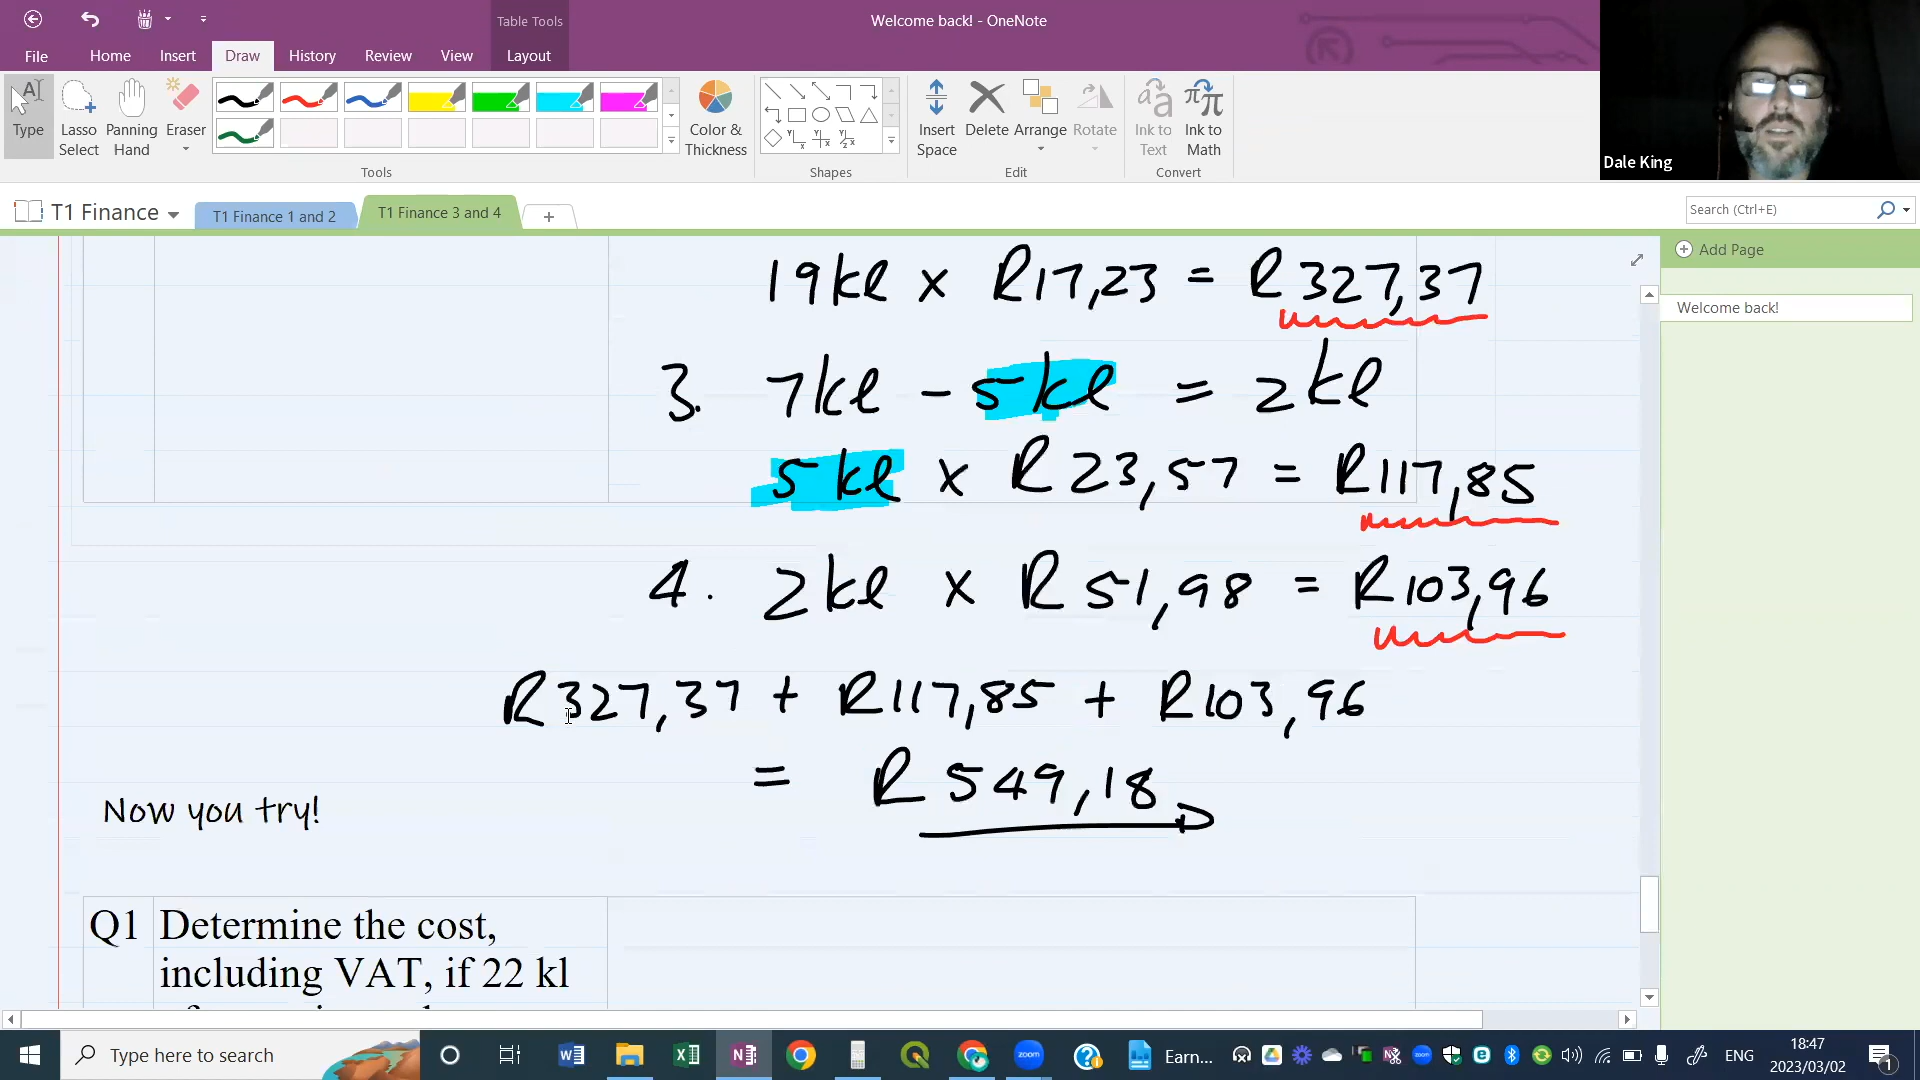 Table Tools
Welcome back! - OneNote
File
Home
Insert
Draw
History
Review
View
Layout
Type
Lasso Select
Panning Hand
Eraser
Color & Thickness
Insert Space
Delete
Arrange
Rotate
Ink to Text
Ink to Math
Tools
Shapes
Edit
Convert
Dale King
T1 Finance
T1 Finance 1 and 2
T1 Finance 3 and 4
Search (Ctrl+E)
Add Page
Welcome back!
19kl x R17,23 = R327,37
3. 7kl - 5kl = 2kl
5kl x R23,57 = R117,85
4. 2kl x R51,98 = R103,96
R327,37 + R117,85 + R103,96
= R549,18
Now you try!
Q1 Determine the cost,
including VAT, if 22 kl
Type here to search
Earn...
ENG
18:47
2023/03/02
1